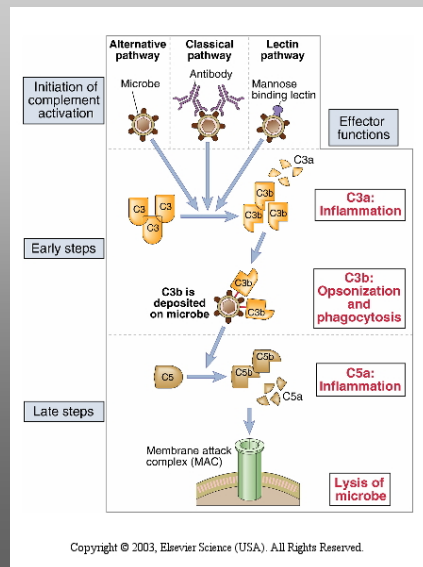 Alternative pathway
Classical pathway
Lectin pathway
Initiation of
complement
activation
Microbe
Antibody
Mannose
binding lectin
Effector
functions
C3a
C3
C3
C3
C3b
C3b
C3b
C3a:
Inflammation
Early steps
C3b is
deposited
on microbe
C3b
C3b
C3b:
Opsonization
and
phagocytosis
C5
C5b
C5a
C5a:
Inflammation
Late steps
Membrane attack
complex (MAC)
Lysis of
microbe
Copyright © 2003, Elsevier Science (USA). All Rights Reserved.